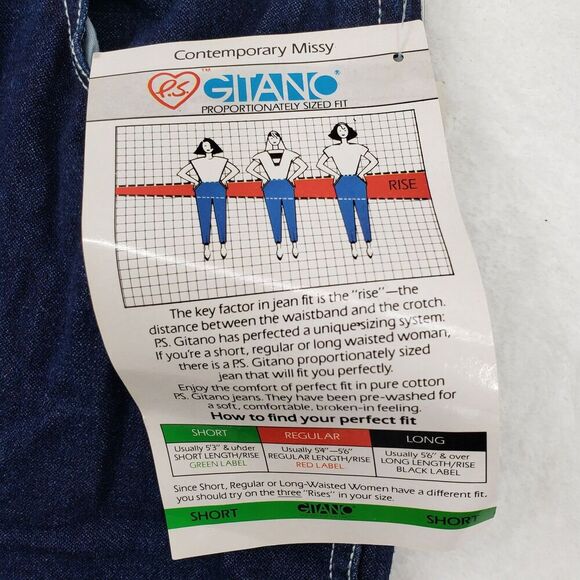 Contemporary Missy
P.S.™ GITANO®
PROPORTIONATELY SIZED FIT
RISE
The key factor in jean fit is the "rise"—the
distance between the waistband and the crotch.
P.S. Gitano has perfected a unique sizing system:
If you're a short, regular or long waisted woman,
there is a P.S. Gitano proportionately sized
jean that will fit you perfectly.
Enjoy the comfort of perfect fit in pure cotton
P.S. Gitano jeans. They have been pre-washed for
a soft, comfortable, broken-in feeling.
How to find your perfect fit
SHORT REGULAR LONG
Usually 5'3" & under Usually 5'4"—5'6" Usually 5'6" & over
SHORT LENGTH/RISE REGULAR LENGTH/RISE LONG LENGTH/RISE
GREEN LABEL RED LABEL BLACK LABEL
Since Short, Regular or Long-Waisted Women have a different fit.
you should try on the three "Rises" in your size.
SHORT GITANO SHORT